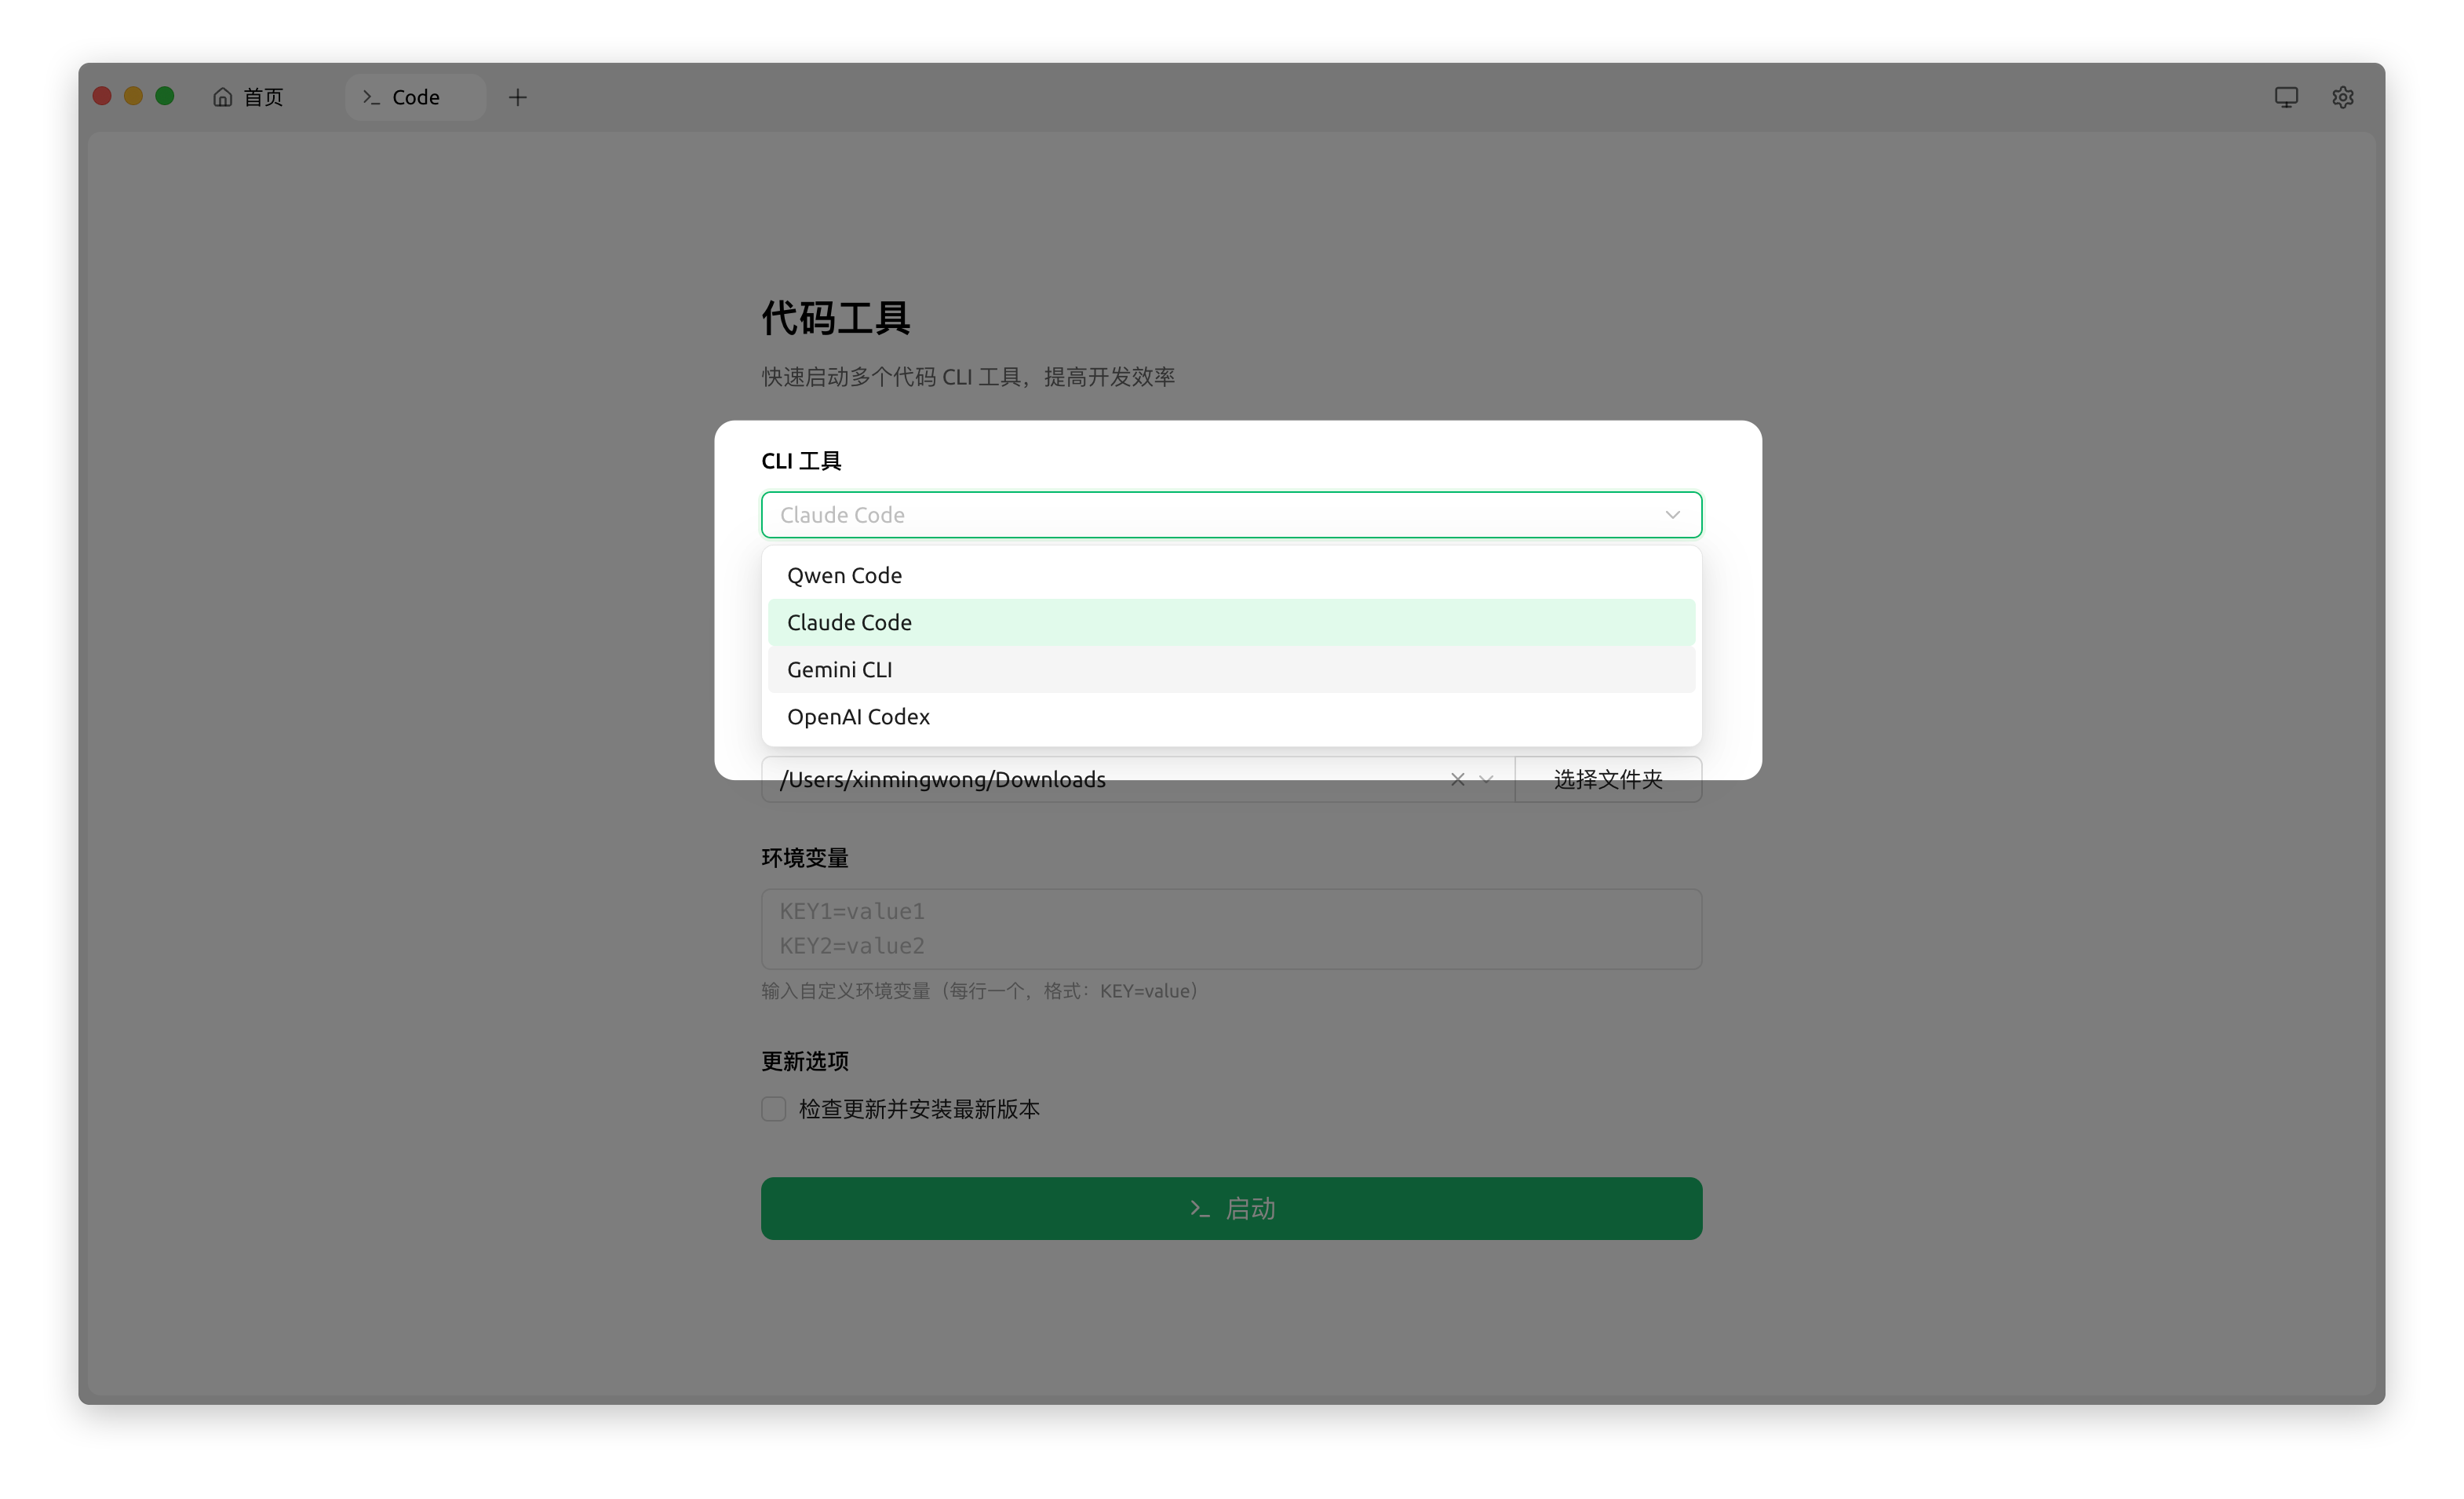 首页
Code
代码工具
快速启动多个代码 CLI 工具，提高开发效率
CLI 工具
Claude Code
Qwen Code
Claude Code
Gemini CLI
OpenAI Codex
/Users/xinmingwong/Downloads
选择文件夹
环境变量
KEY1=value1
KEY2=value2
输入自定义环境变量（每行一个，格式：KEY=value）
更新选项
检查更新并安装最新版本
启动